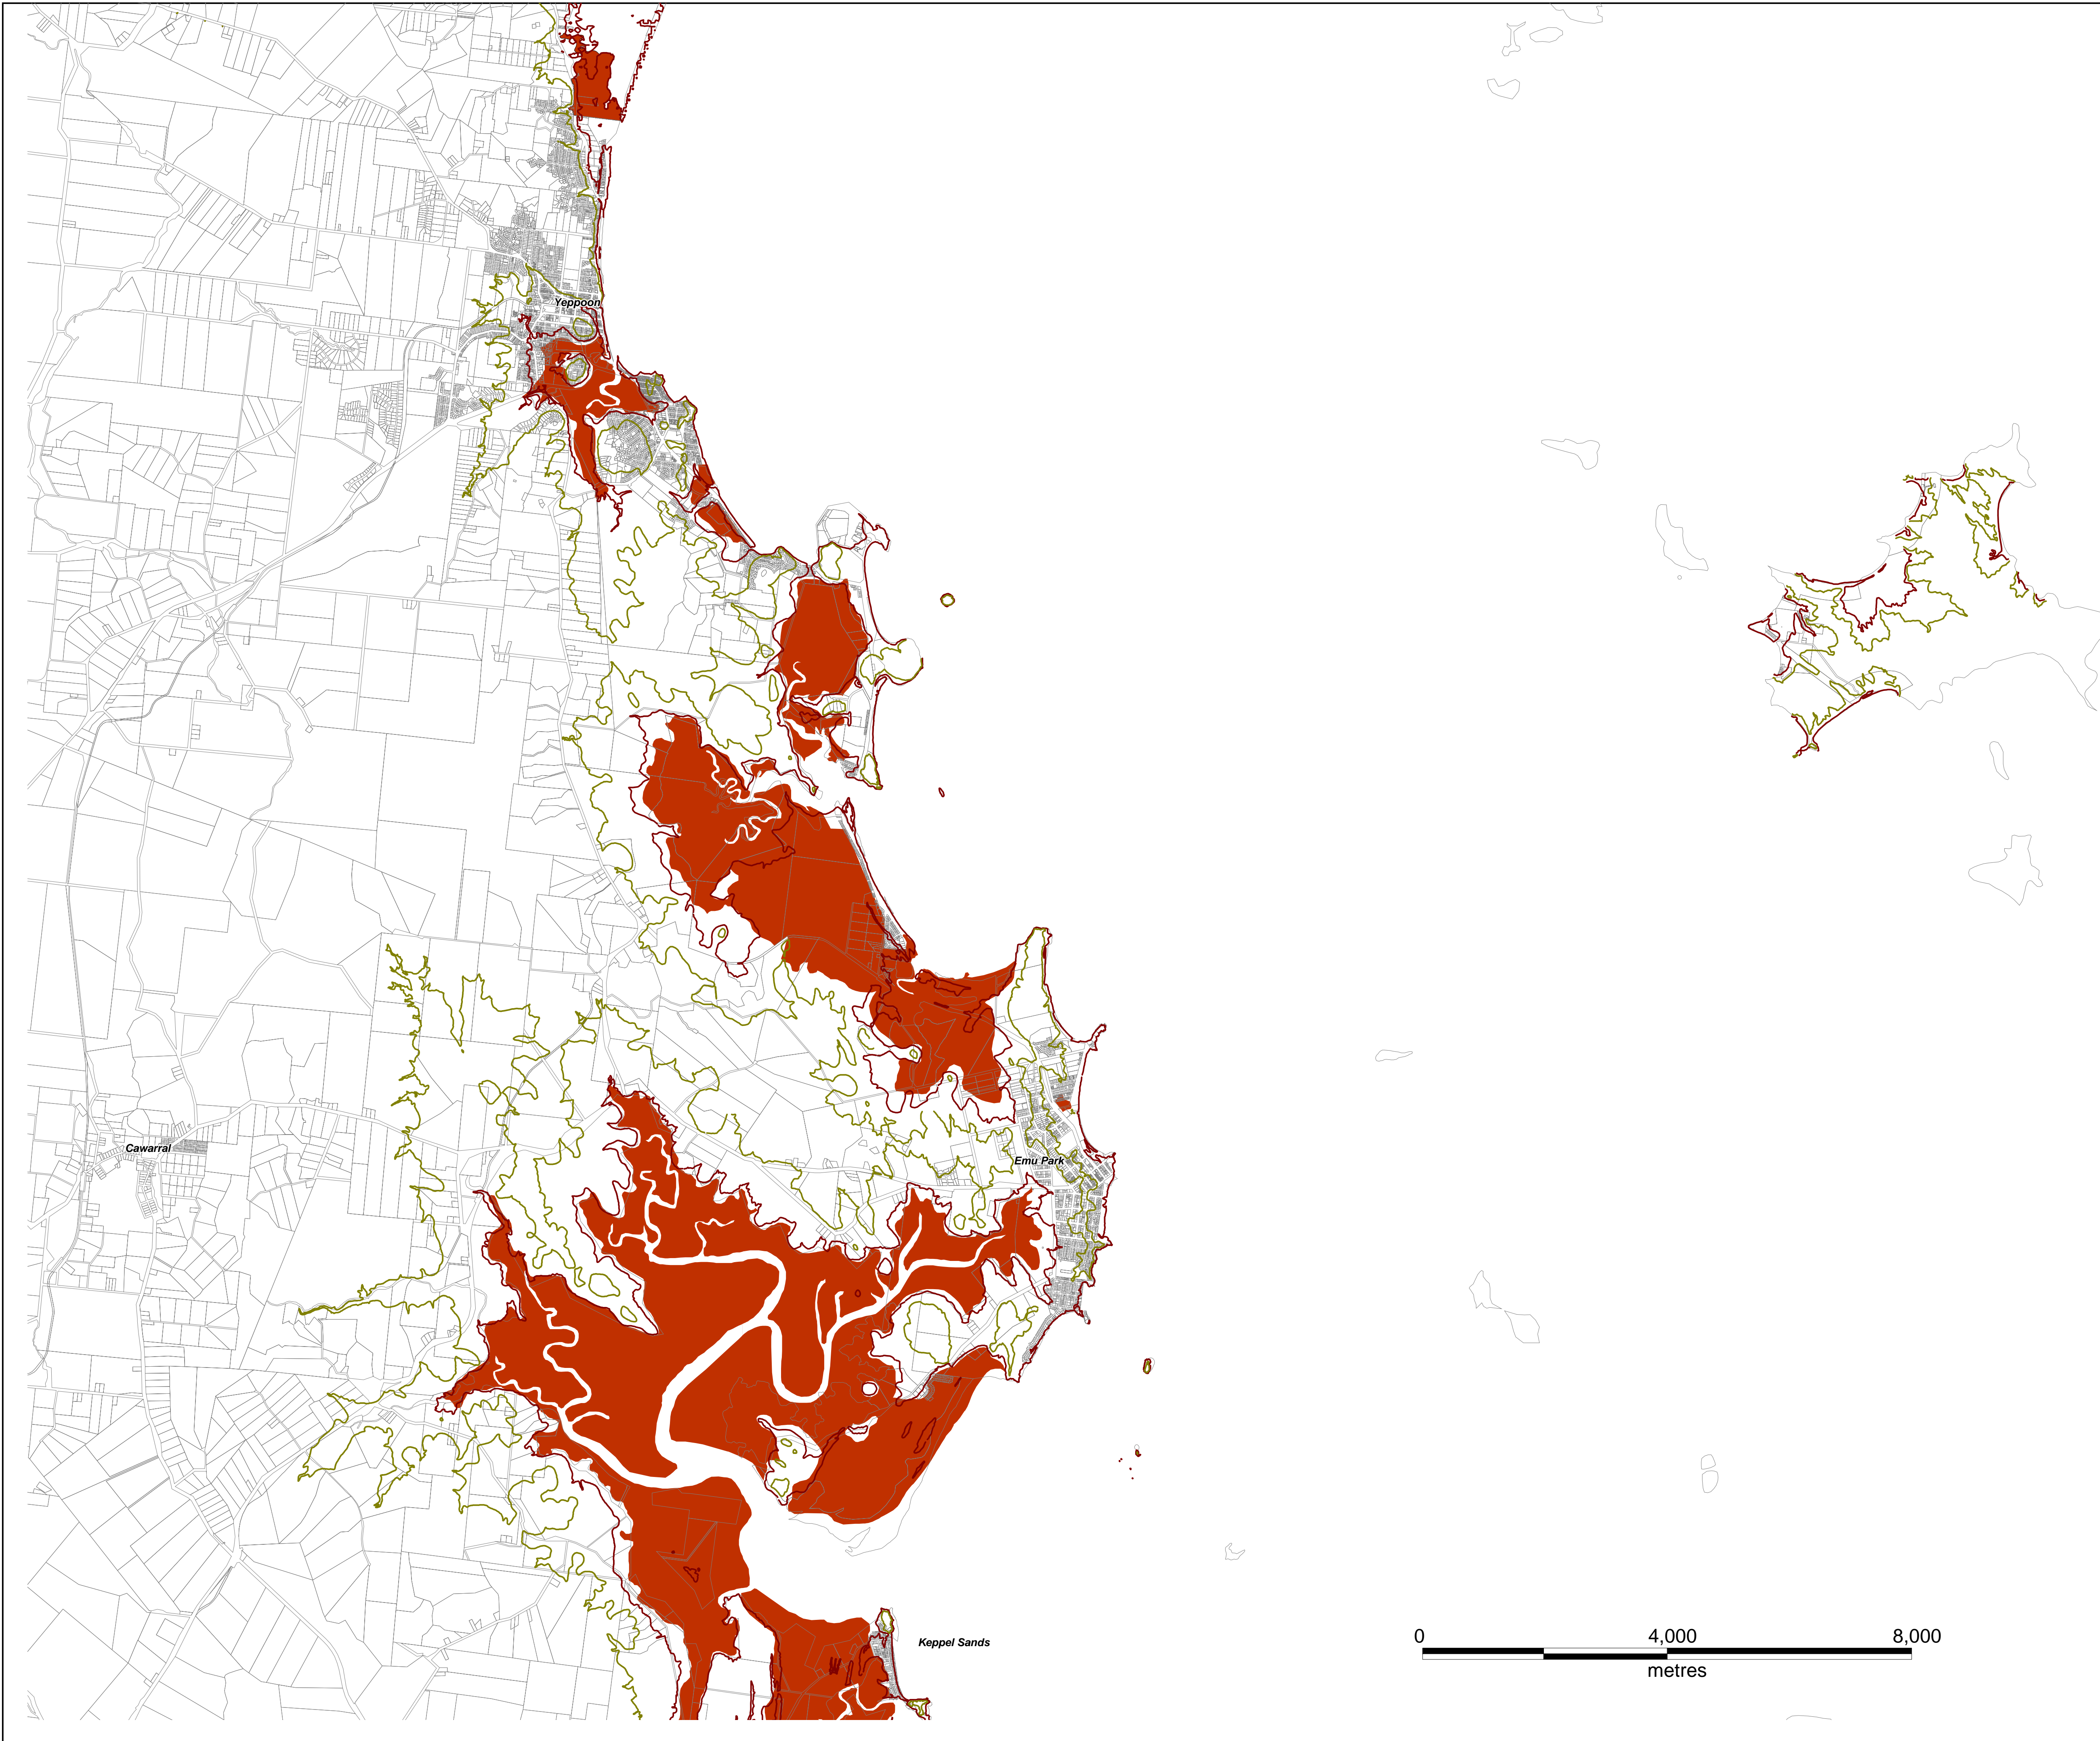 Yeppoon
Cawarral
Emu Park
Keppel Sands
0 4,000 8,000
metres